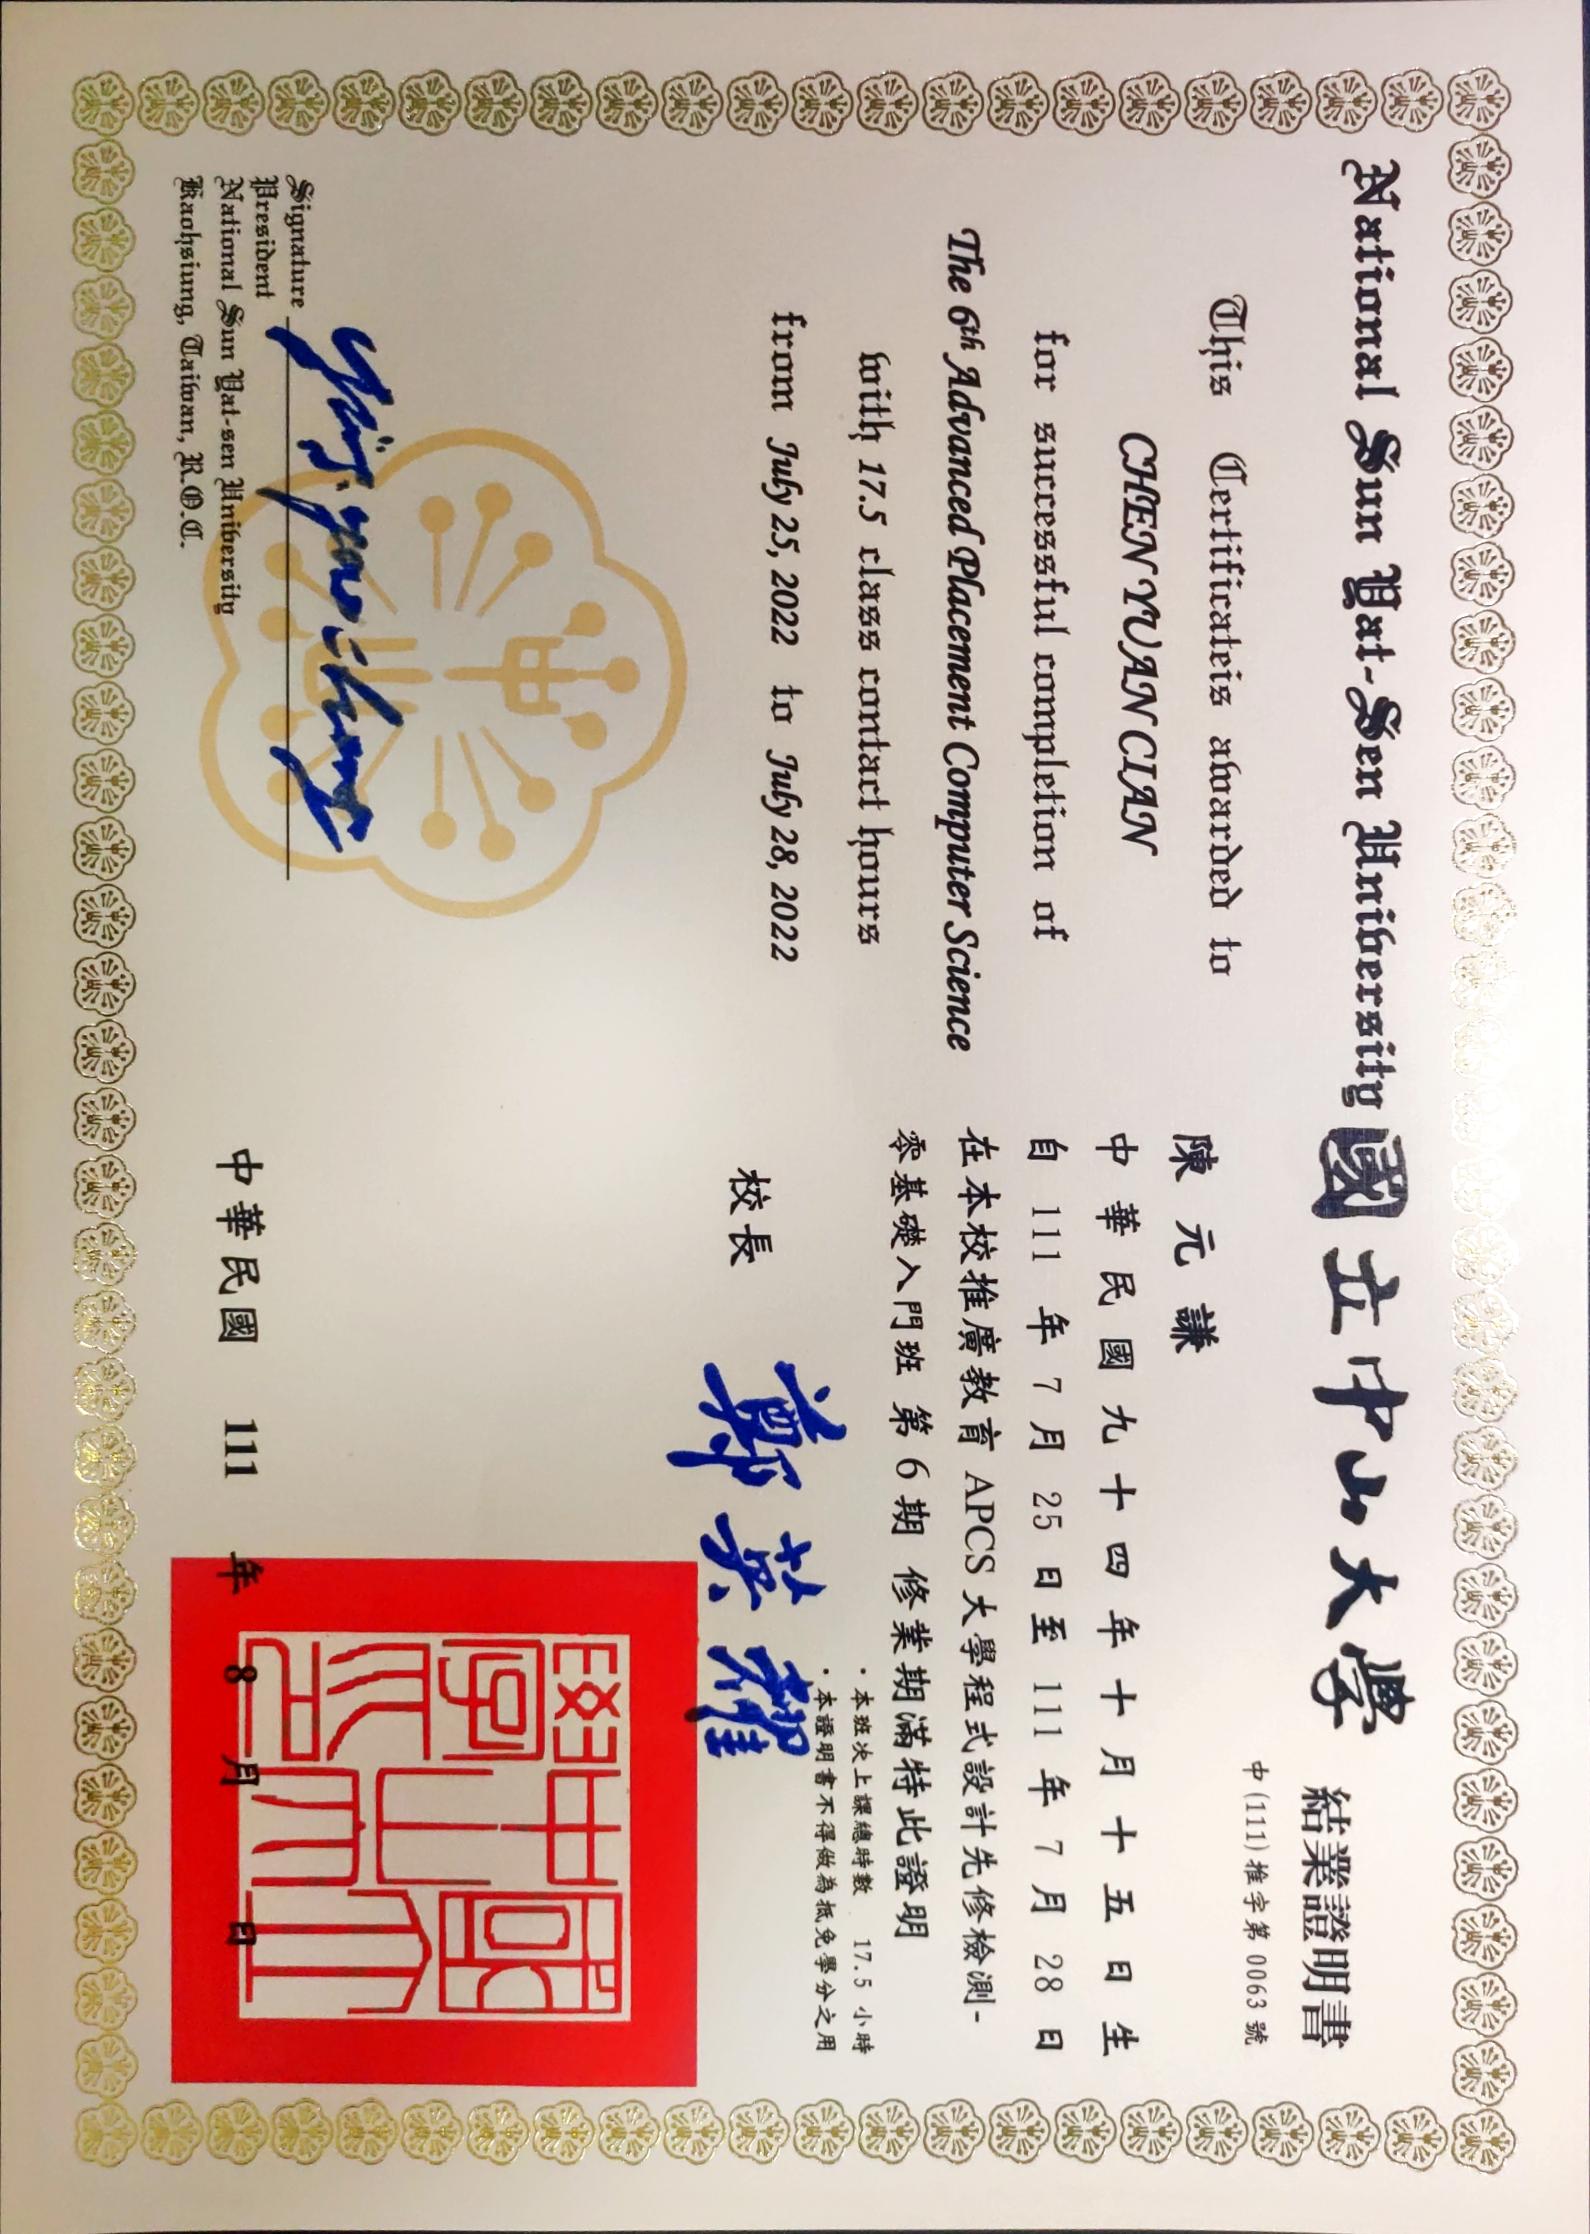 National Sun Yat-Sen University
This Certificateis awarded to
CHEN YUAN CIAN
for successful completion of
The 6th Advanced Placement Computer Science
with 17.5 class contact hours
from July 25, 2022 to July 28, 2022
中
山
Ying-yao cheng
Signature
President
National Sun Yat-sen University
Kaohsiung, Taiwan, R.O.C.
國立中山大學 結業證明書
中(111)推字第0063號
陳元謙
中華民國九十四年十月十五日生
自 111 年 7 月 25 日至 111 年 7 月 28 日
在本校推廣教育 APCS 大學程式設計先修檢測-
零基礎入門班 第 6 期 修業期滿特此證明
・本班次上課總時數 17.5 小時
・本證明書不得做為抵免學分之用
校長 鄭英耀
國立
中山大
學印
中華民國 111 年 8 月 日